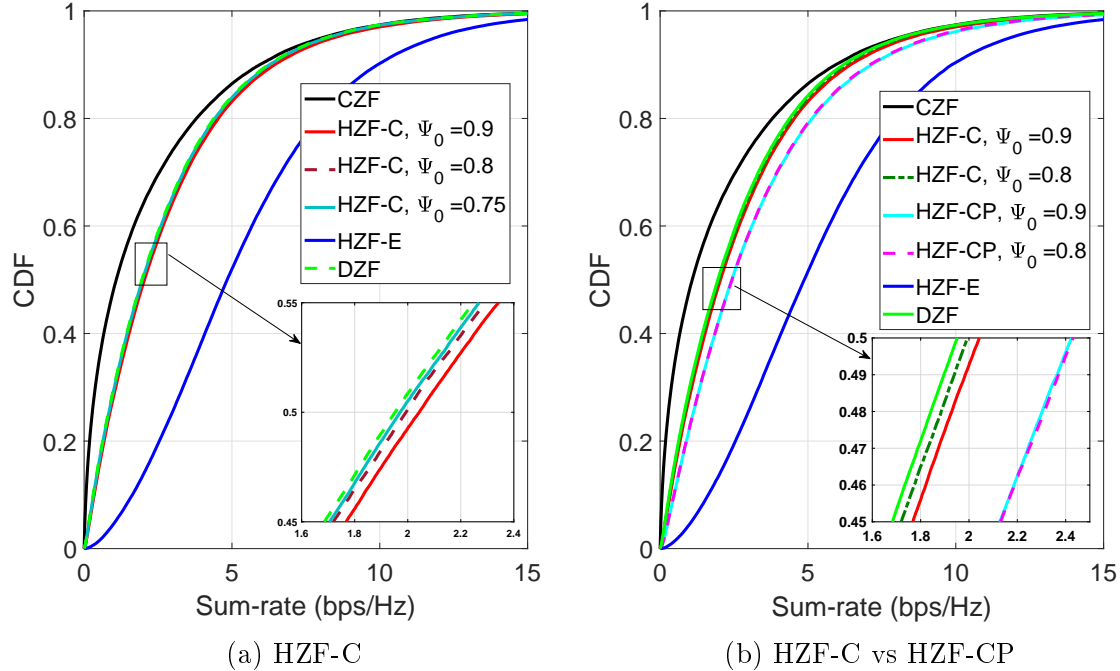 1
0.8
0.6
0.4
0.2
0
CDF
0 5 10 15
Sum-rate (bps/Hz)
CZF
HZF-C, Ψ0=0.9
HZF-C, Ψ0=0.8
HZF-C, Ψ0=0.75
HZF-E
DZF
0.55
0.5
0.45
1.6 1.8 2 2.2 2.4
(a) HZF-C
1
0.8
0.6
0.4
0.2
0
CDF
0 5 10 15
Sum-rate (bps/Hz)
CZF
HZF-C, Ψ0=0.9
HZF-C, Ψ0=0.8
HZF-CP, Ψ0=0.9
HZF-CP, Ψ0=0.8
HZF-E
DZF
0.5
0.49
0.48
0.47
0.46
0.45
1.6 1.8 2 2.2 2.4
(b) HZF-C vs HZF-CP